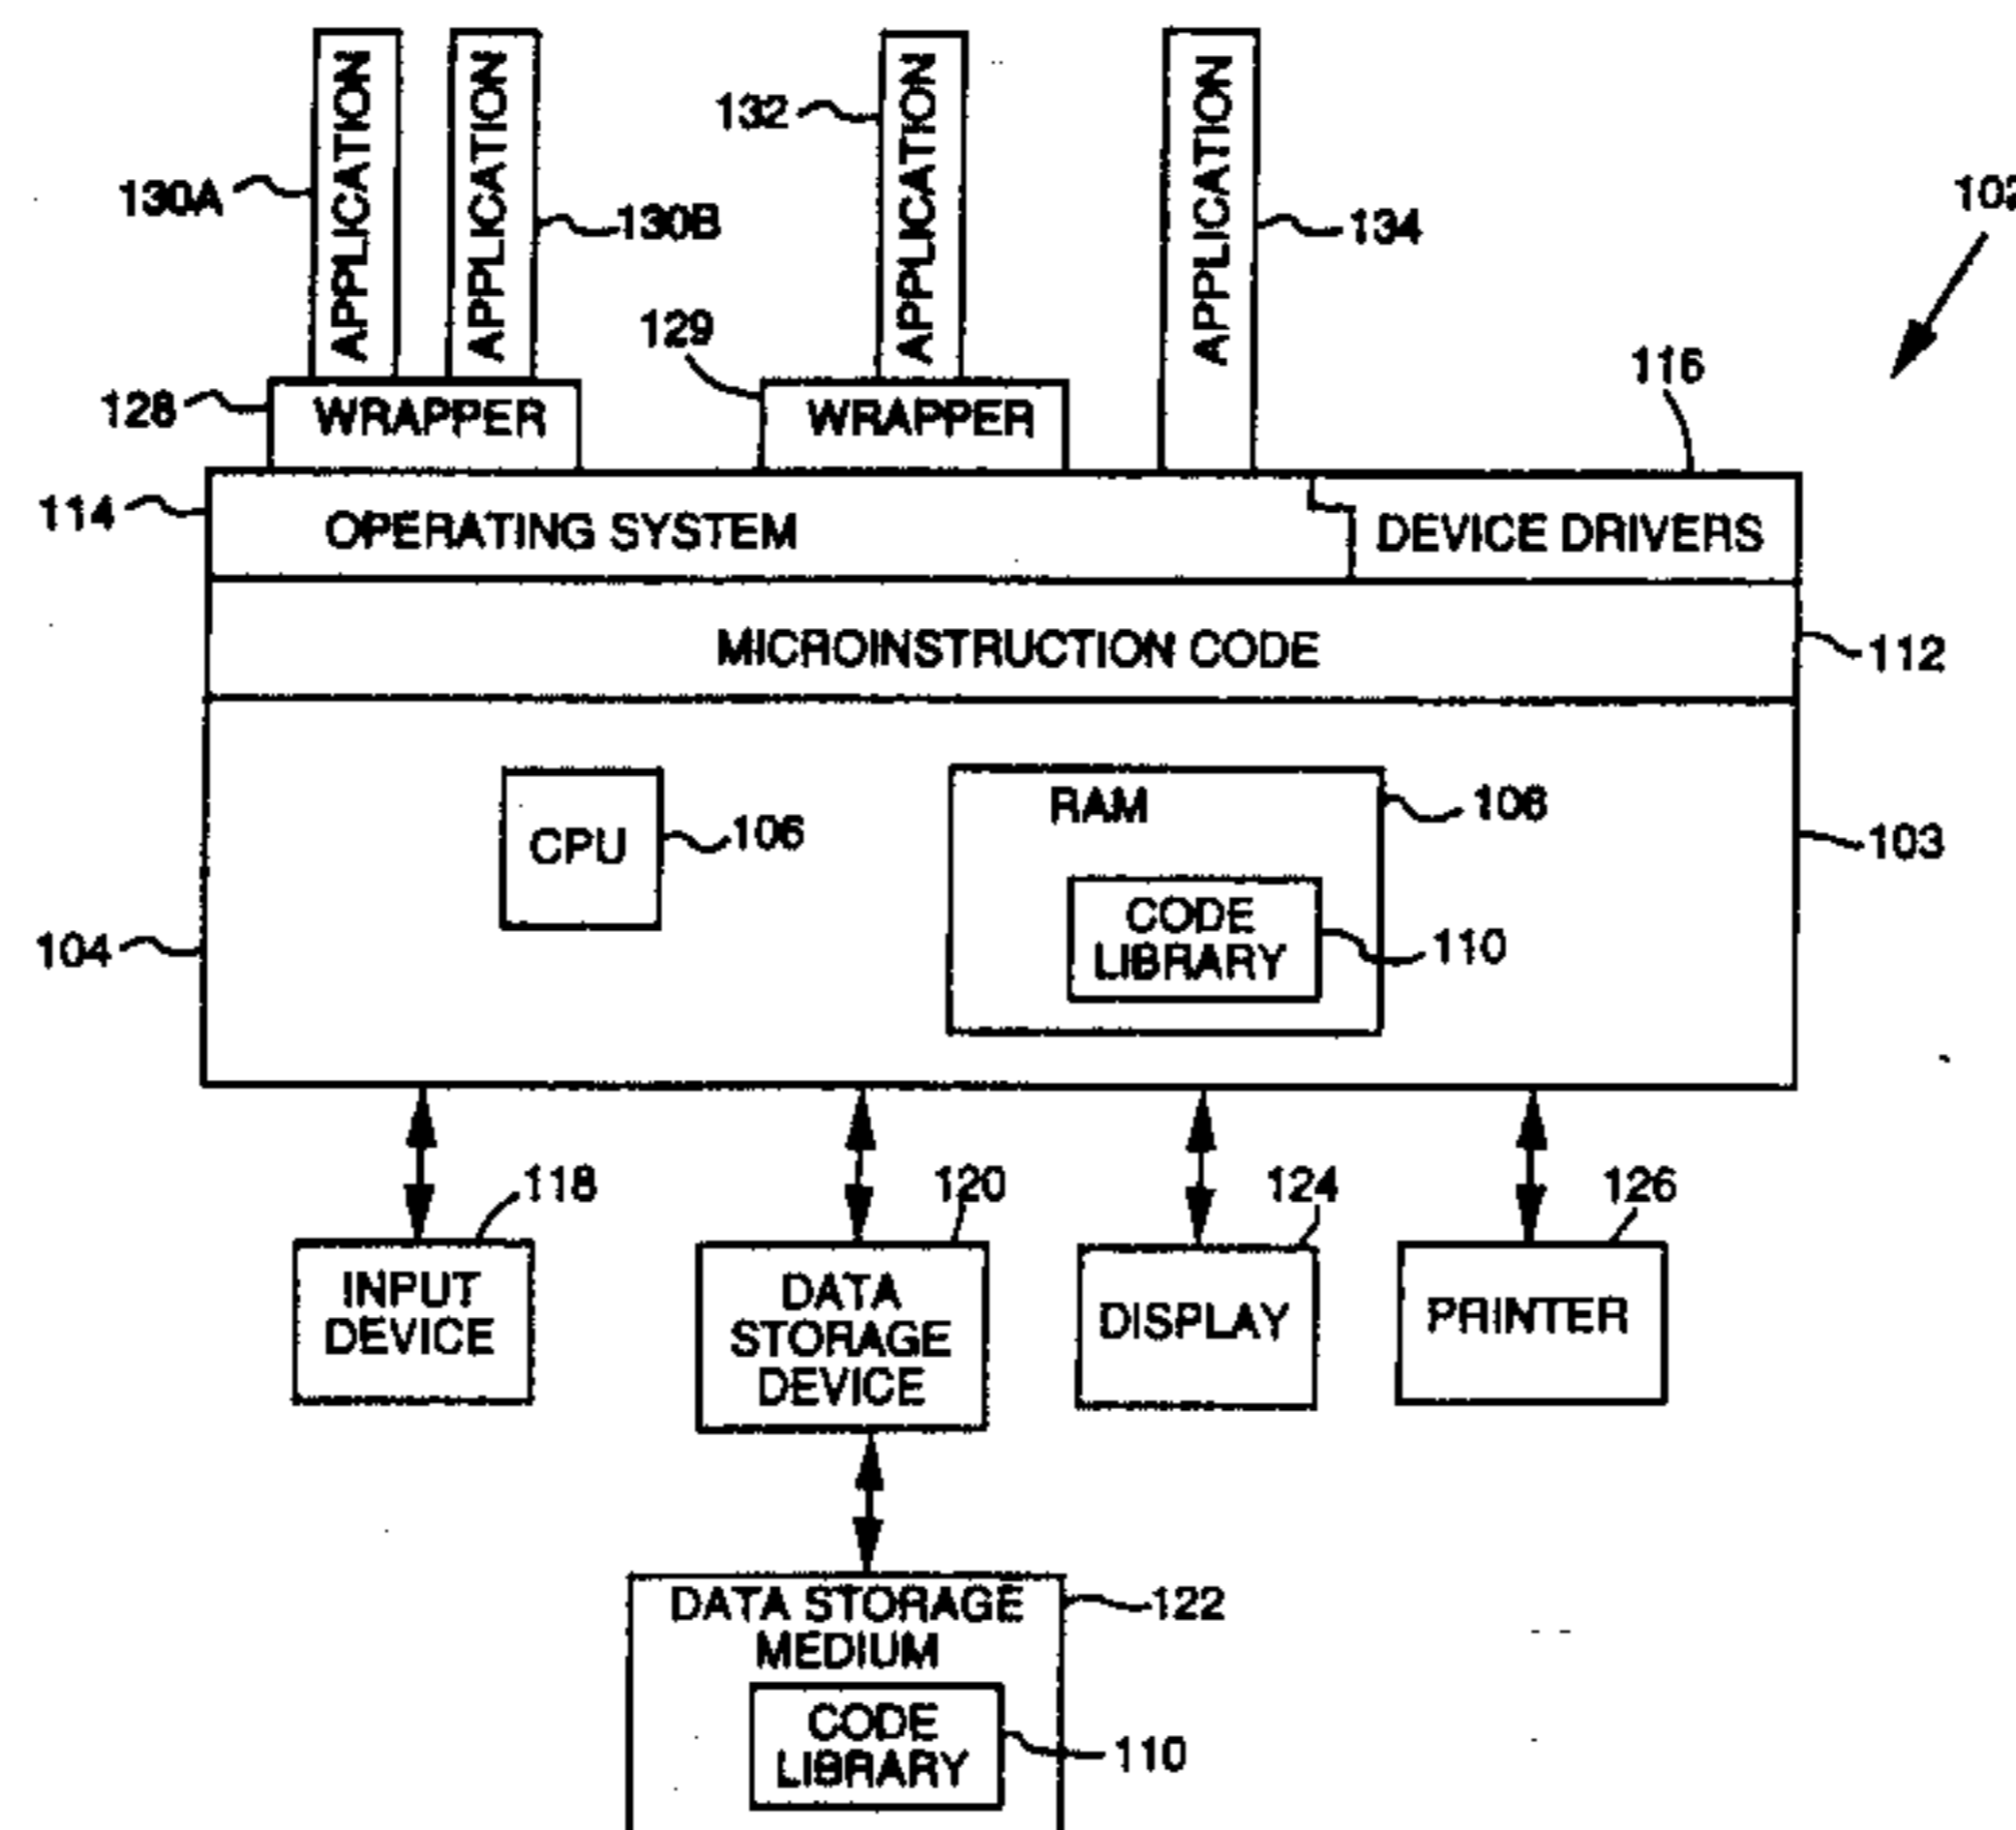 APPLICATION
APPLICATION
APPLICATION
APPLICATION
132
130A
130B
134
102
129
116
128
WRAPPER
WRAPPER
114
OPERATING SYSTEM
DEVICE DRIVERS
MICROINSTRUCTION CODE
112
RAM
108
CPU
106
103
CODE
LIBRARY
110
104
118
120
124
126
INPUT
DEVICE
DATA
STORAGE
DEVICE
DISPLAY
PRINTER
DATA STORAGE
MEDIUM
122
CODE
LIBRARY
110